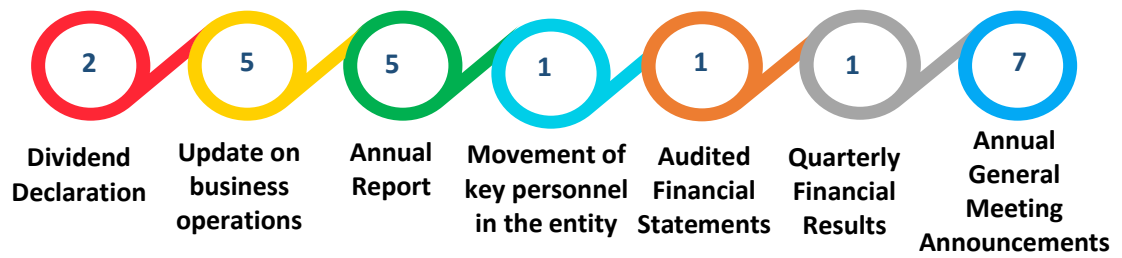 2
Dividend
Declaration
5
Update on
business
operations
5
Annual
Report
1
Movement of
key personnel
in the entity
1
Audited
Financial
Statements
1
Quarterly
Financial
Results
7
Annual
General
Meeting
Announcements